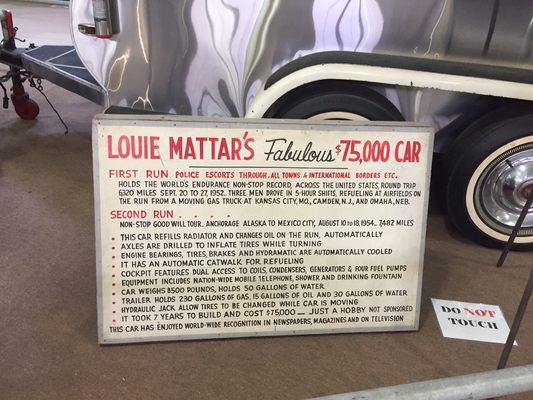 LOUIE MATTAR'S Fabulous $75,000 CAR
FIRST RUN POLICE ESCORTS THROUGH ALL TOWNS & INTERNATIONAL BORDERS ETC.
HOLDS THE WORLDS ENDURANCE NON-STOP RECORD, ACROSS THE UNITED STATES, ROUND TRIP
6320 MILES SEPT. 20 TO 27, 1952. THREE MEN DROVE IN 5-HOUR SHIFTS, REFUELING AT AIRFIELDS ON
THE RUN FROM A MOVING GAS TRUCK AT KANSAS CITY, MO., CAMDEN, N.J., AND OMAHA, NEB.
SECOND RUN . . . .
NON-STOP GOOD WILL TOUR.. ANCHORAGE ALASKA TO MEXICO CITY, AUGUST 10 to 18, 1954.. 7482 MILES
• THIS CAR REFILLS RADIATOR AND CHANGES OIL ON THE RUN, AUTOMATICALLY
• AXLES ARE DRILLED TO INFLATE TIRES WHILE TURNING
• ENGINE BEARINGS, TIRES, BRAKES AND HYDRAMATIC ARE AUTOMATICALLY COOLED
• IT HAS AN AUTOMATIC CATWALK FOR REFUELING
• COCKPIT FEATURES DUAL ACCESS TO COILS, CONDENSERS, GENERATORS & FOUR FUEL PUMPS
• EQUIPMENT INCLUDES NATION-WIDE MOBILE TELEPHONE, SHOWER AND DRINKING FOUNTAIN
• CAR WEIGHS 8500 POUNDS, HOLDS 50 GALLONS OF WATER.
• TRAILER HOLDS 230 GALLONS OF GAS, 15 GALLONS OF OIL AND 30 GALLONS OF WATER
• HYDRAULIC JACK, ALLOW TIRES TO BE CHANGED WHILE CAR IS MOVING
• IT TOOK 7 YEARS TO BUILD AND COST $75000 — JUST A HOBBY NOT SPONSORED
THIS CAR HAS ENJOYED WORLD-WIDE RECOGNITION IN NEWSPAPERS, MAGAZINES AND ON TELEVISION
DO NOT
TOUCH